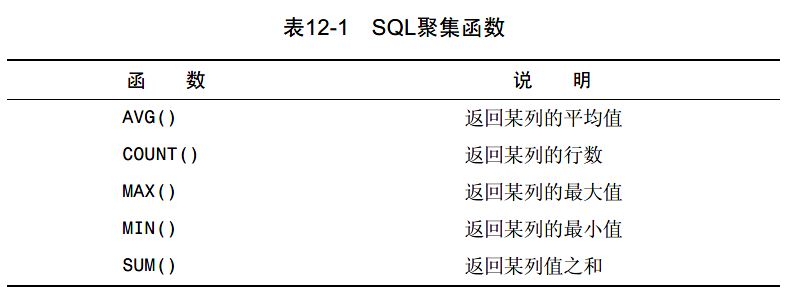 表12-1 SQL聚集函数
函 数 说 明
AVG() 返回某列的平均值
COUNT() 返回某列的行数
MAX() 返回某列的最大值
MIN() 返回某列的最小值
SUM() 返回某列值之和